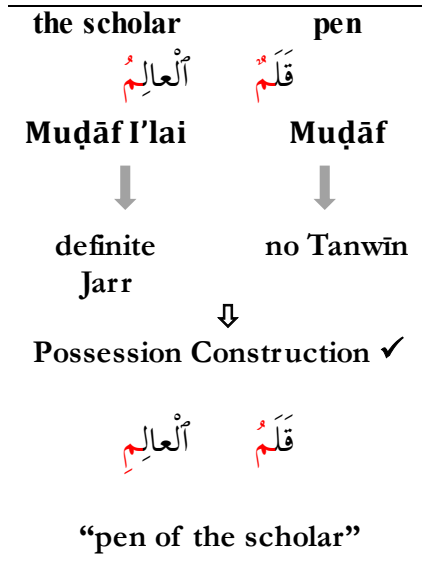 the scholar pen
قَلَمٌ ٱلْعالِمُ
Muḍāf I’lai Muḍāf
definite no Tanwīn
Jarr
Possession Construction ✓
قَلَمُ ٱلْعالِمِ
“pen of the scholar”